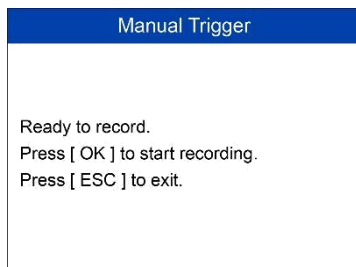 Manual Trigger
Ready to record.
Press [ OK ] to start recording.
Press [ ESC ] to exit.